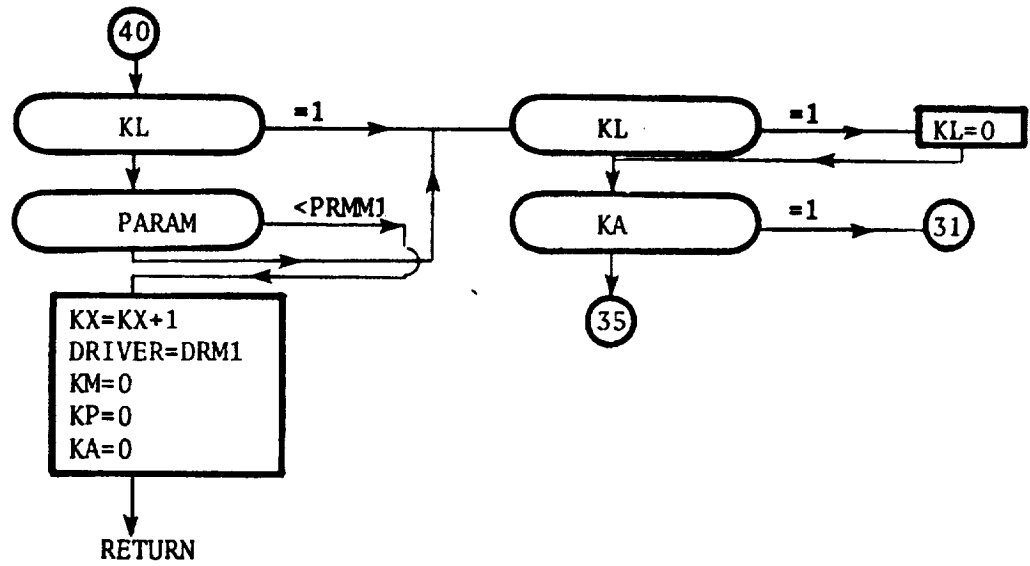 40
KL
=1
KL
=1
KL=0
PARAM
<PRMM1
KA
=1
31
35
KX=KX+1
DRIVER=DRM1
KM=0
KP=0
KA=0
RETURN